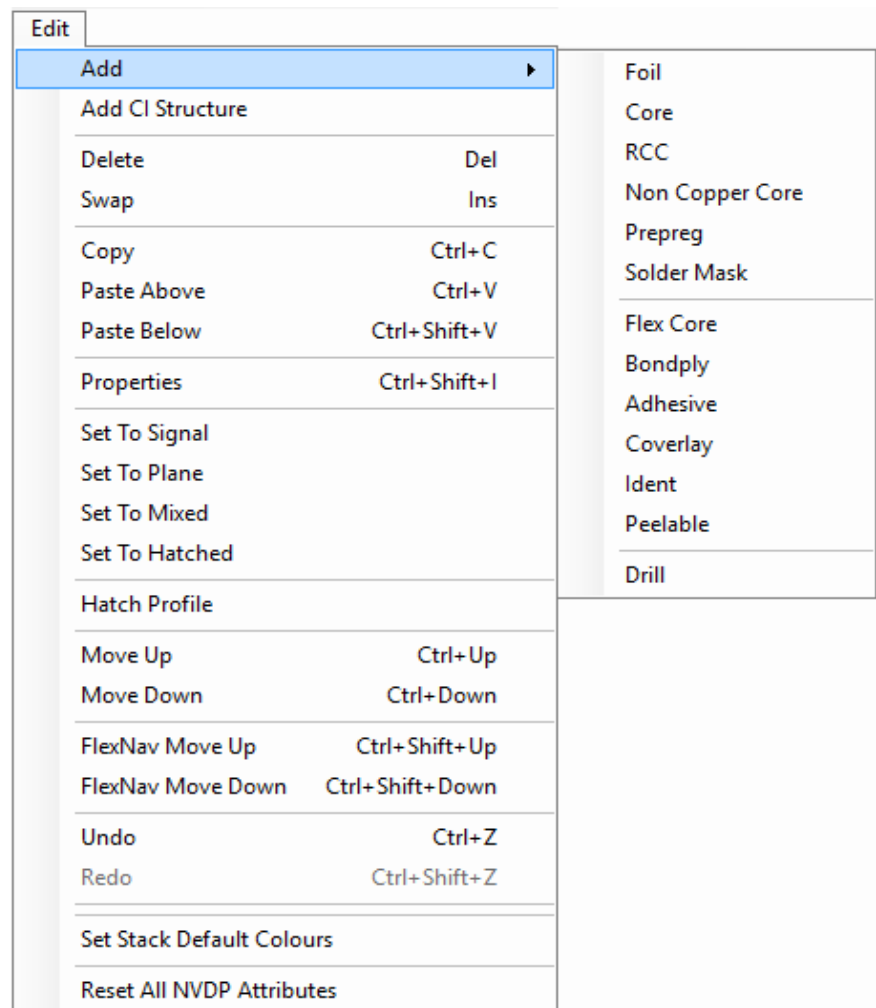 Edit
Add
Add CI Structure
Delete Del
Swap Ins
Copy Ctrl+C
Paste Above Ctrl+V
Paste Below Ctrl+Shift+V
Properties Ctrl+Shift+I
Set To Signal
Set To Plane
Set To Mixed
Set To Hatched
Hatch Profile
Move Up Ctrl+Up
Move Down Ctrl+Down
FlexNav Move Up Ctrl+Shift+Up
FlexNav Move Down Ctrl+Shift+Down
Undo Ctrl+Z
Redo Ctrl+Shift+Z
Set Stack Default Colours
Reset All NVDP Attributes
Foil
Core
RCC
Non Copper Core
Prepreg
Solder Mask
Flex Core
Bondply
Adhesive
Coverlay
Ident
Peelable
Drill